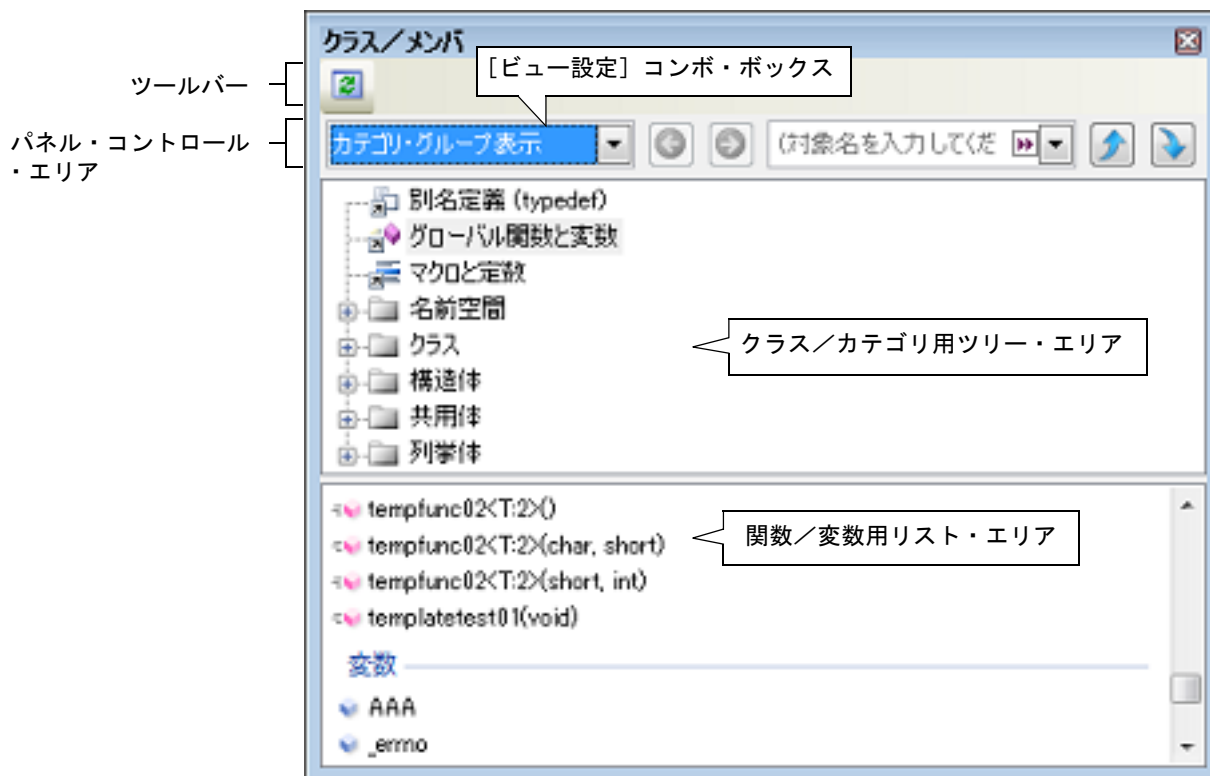 クラス／メンバ
［ビュー設定］コンボ・ボックス
ツールバー
パネル・コントロール
・エリア
カテゴリ・グループ表示
(対象名を入力してくだ
別名定義 (typedef)
グローバル関数と変数
マクロと定数
名前空間
クラス
クラス／カテゴリ用ツリー・エリア
構造体
共用体
列挙体
tempfunc02<T:2>()
関数／変数用リスト・エリア
tempfunc02<T:2>(char, short)
tempfunc02<T:2>(short, int)
templatetest01(void)
変数
AAA
_errno